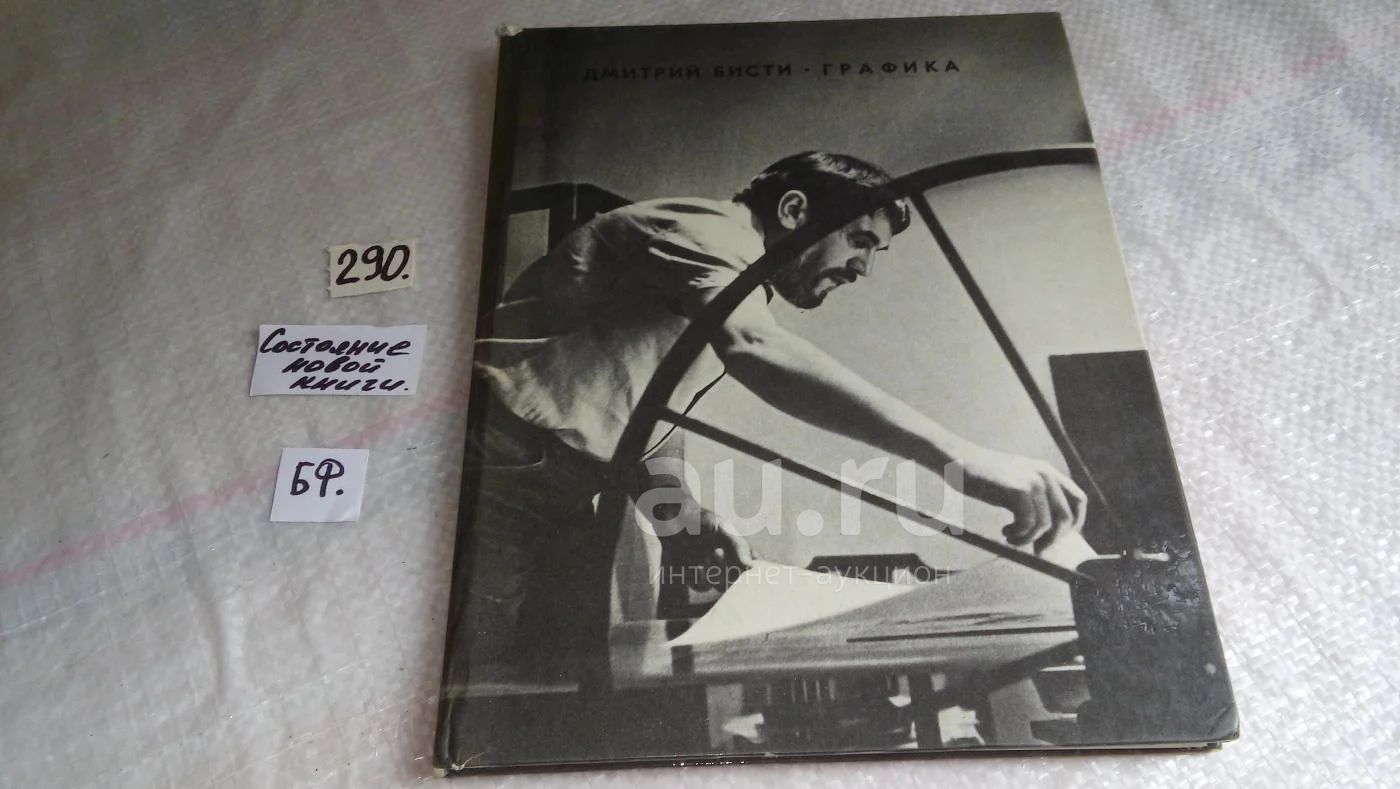 ДМИТРИЙ БИСТИ · ГРАФИКА
290.
Состояние
новой
книги.
БФ.
au.ru
интернет-аукцион